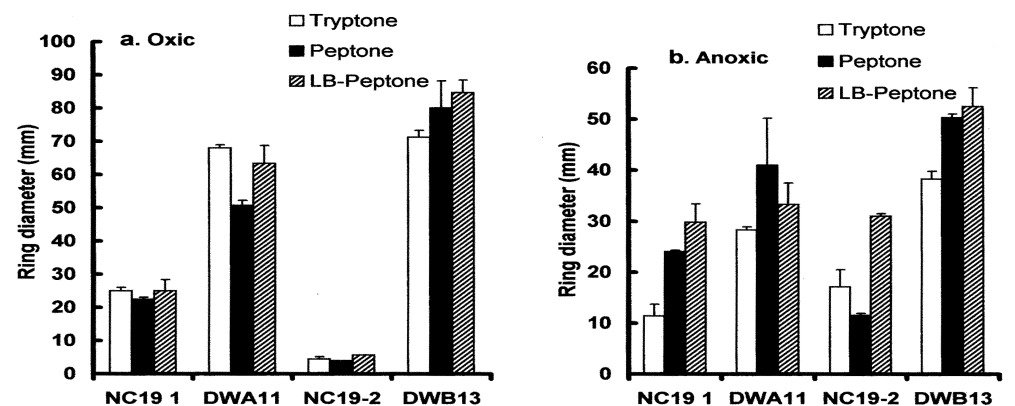 a. Oxic
Tryptone
Peptone
LB-Peptone
Ring diameter (mm)
100
90
80
70
60
50
40
30
20
10
0
NC19 1 DWA11 NC19-2 DWB13
b. Anoxic
Tryptone
Peptone
LB-Peptone
Ring diameter (mm)
60
50
40
30
20
10
0
NC19 1 DWA11 NC19-2 DWB13